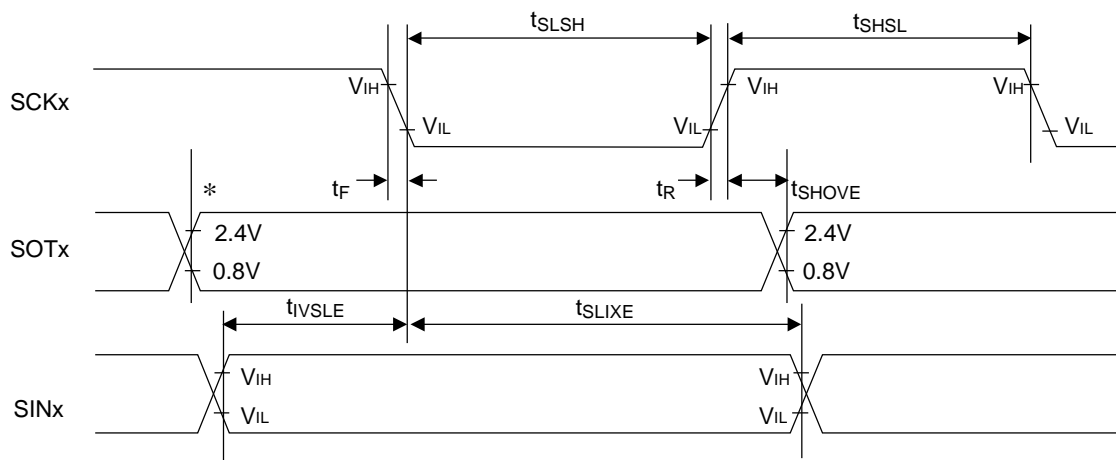 tSLSH tSHSL
SCKx VIH VIL VIL VIH VIH VIL
* tF tR tSHOVE
SOTx 2.4V 2.4V
0.8V 0.8V
tIVSLE tSLIXE
SINx VIH VIH
VIL VIL